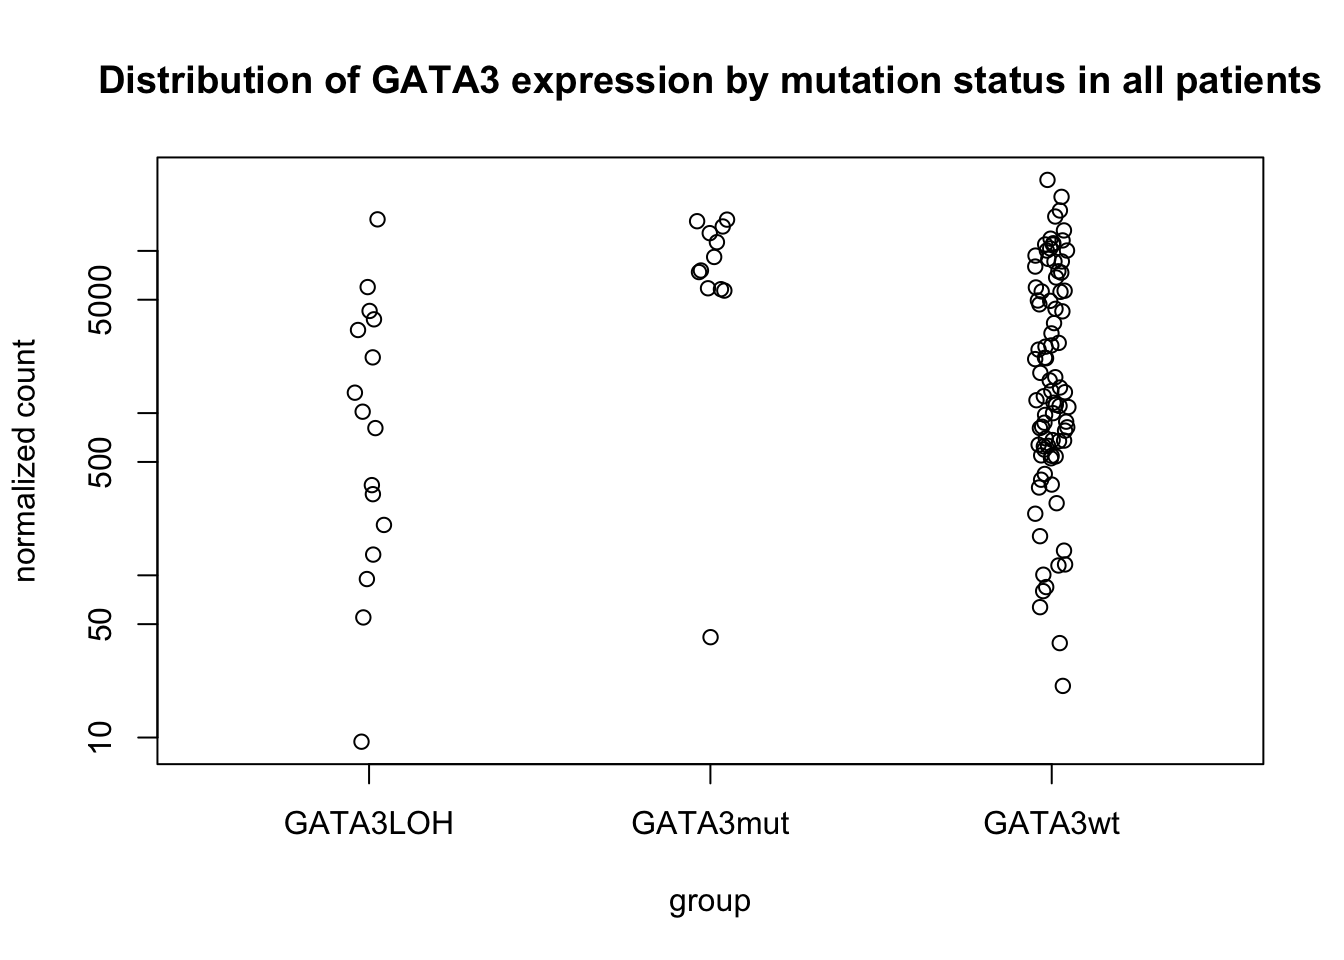 Distribution of GATA3 expression by mutation status in all patients
normalized count
5000
500
50
10
GATA3LOH GATA3mut GATA3wt
group